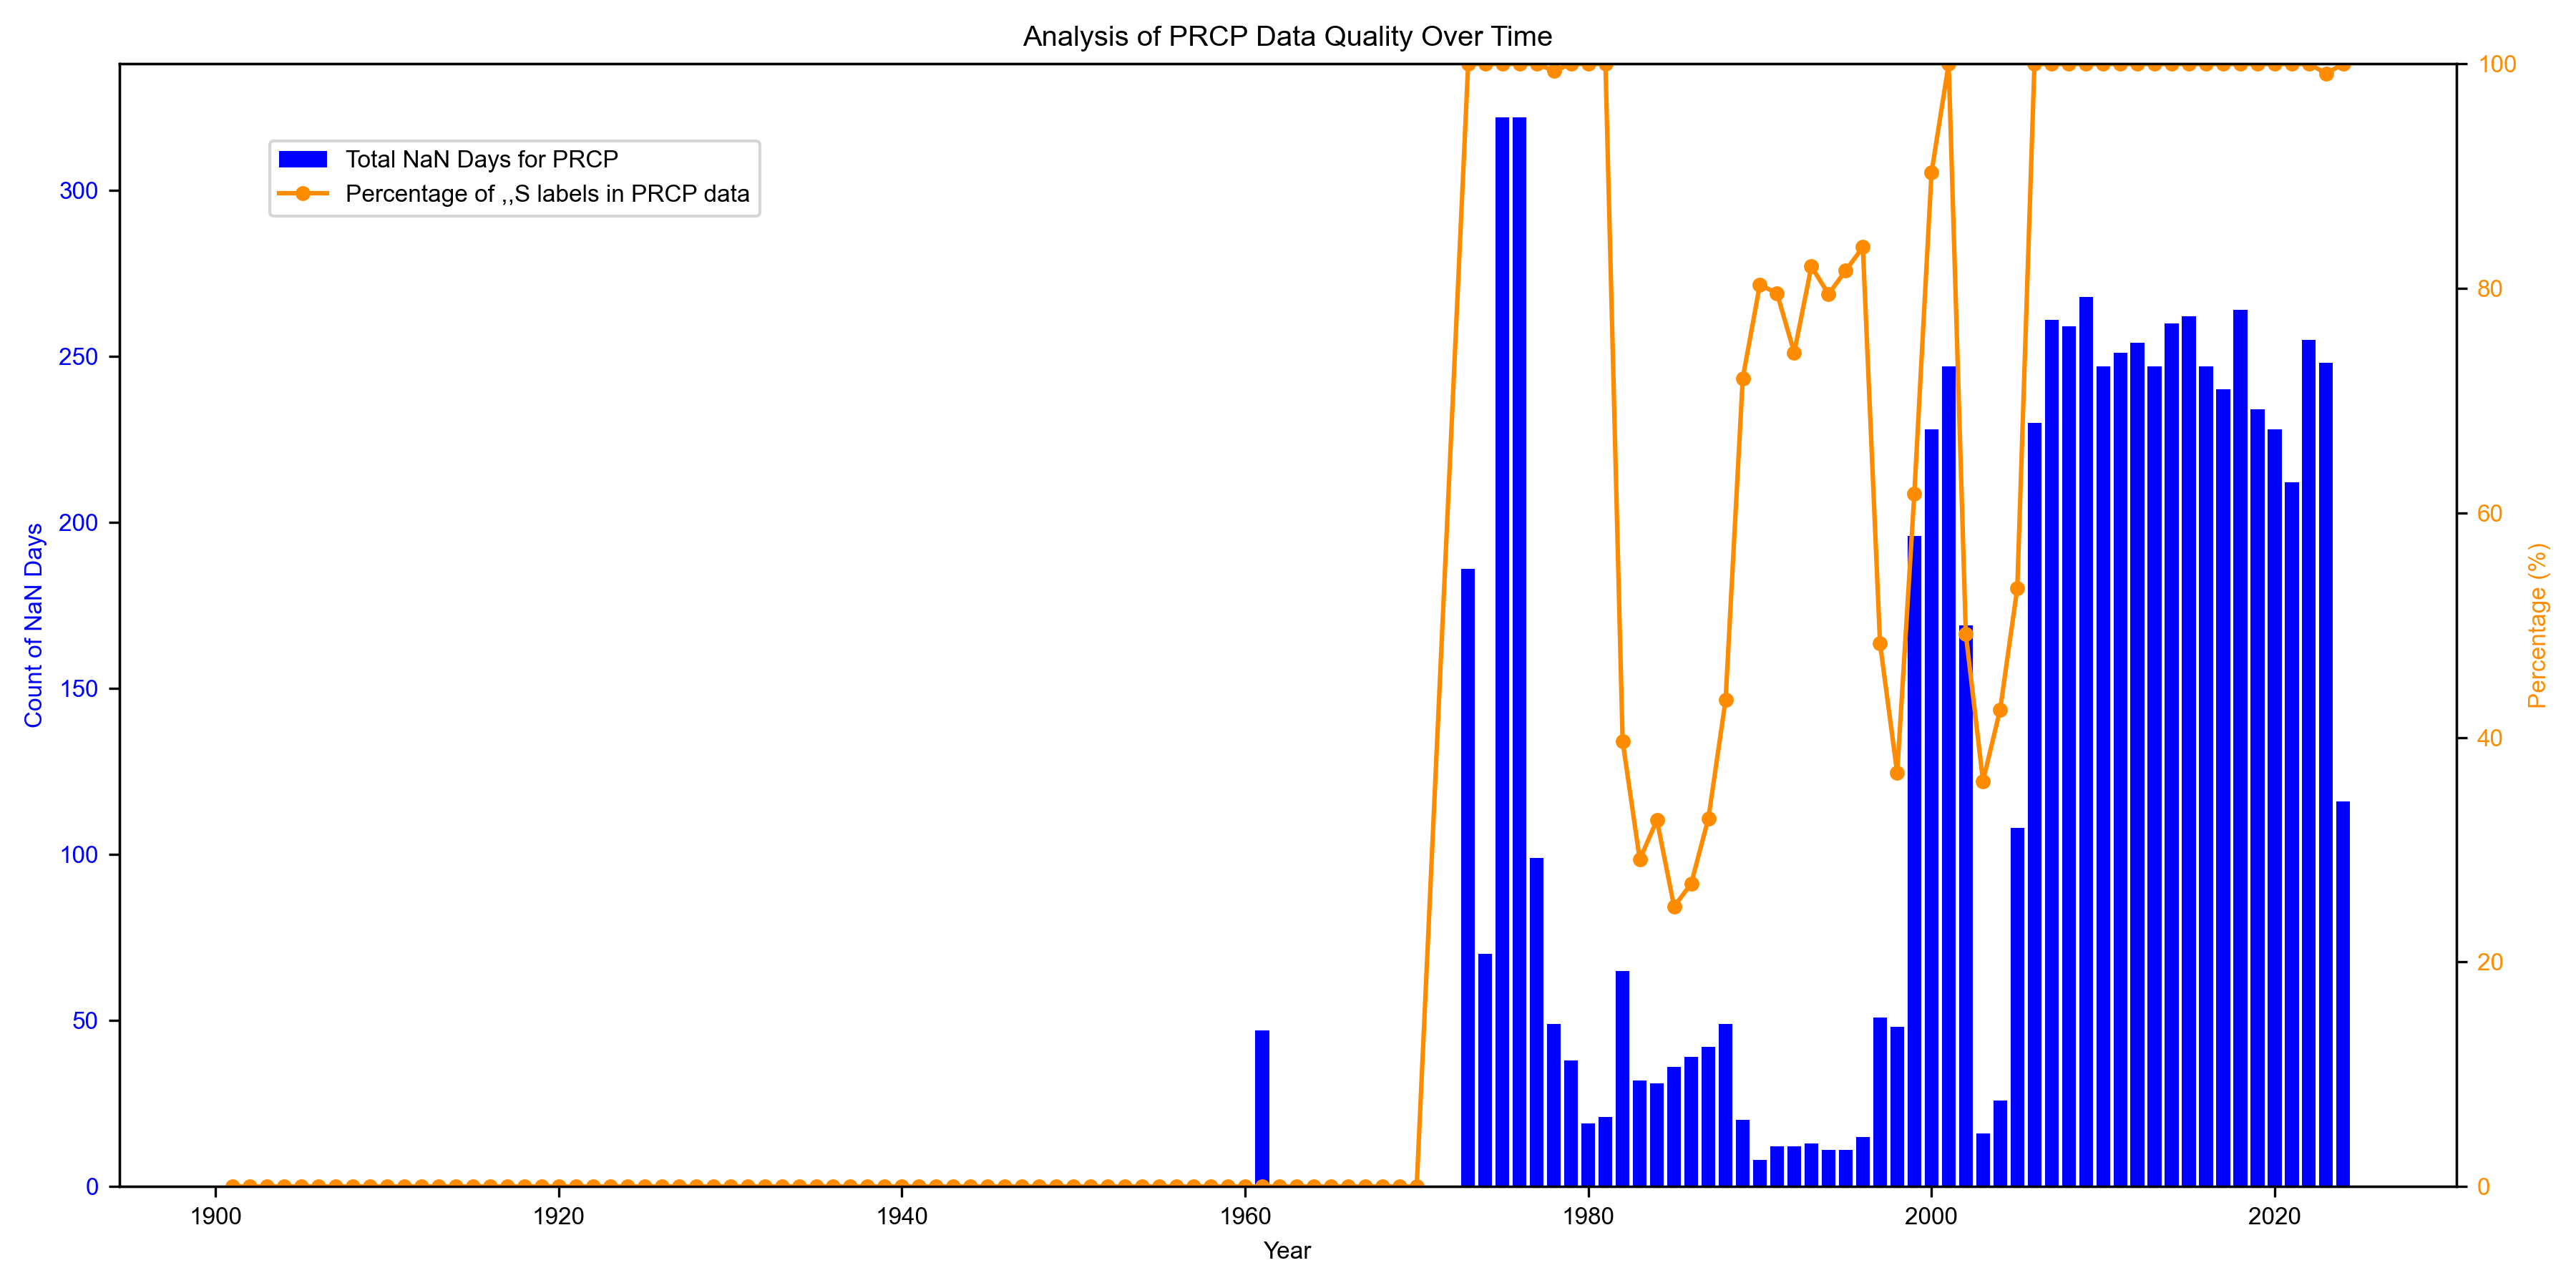 Analysis of PRCP Data Quality Over Time
Total NaN Days for PRCP
Percentage of ,,S labels in PRCP data
Count of NaN Days
300
250
200
150
100
50
0
100
80
60
40
20
0
Percentage (%)
1900 1920 1940 1960 1980 2000 2020
Year